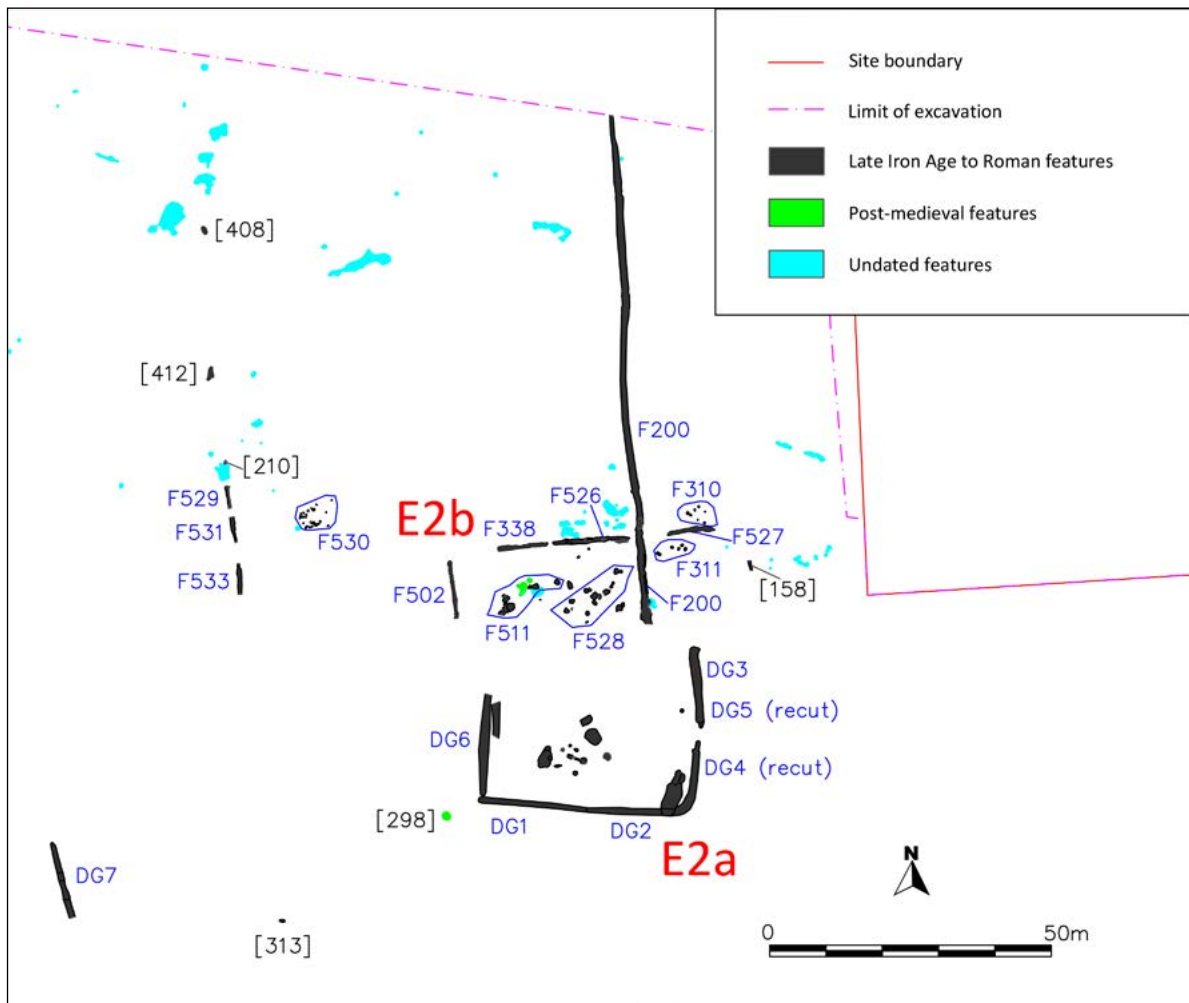 Site boundary
Limit of excavation
Late Iron Age to Roman features
Post-medieval features
Undated features
[408]
[412]
F200
[210]
F529
F310
F526
E2b
F531
F338
F530
F527
F311
F533
F502
[158]
F200
F511
F528
DG3
DG5 (recut)
DG6
DG4 (recut)
[298]
DG1
DG2
E2a
DG7
N
[313]
0
50m